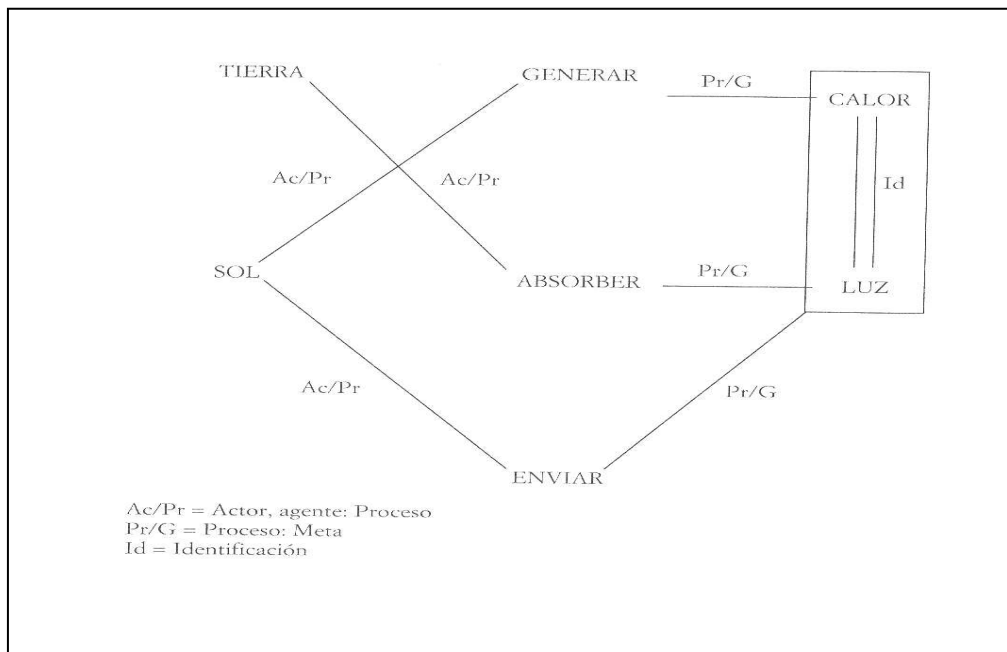 TIERRA
GENERAR
Pr/G
CALOR
Ac/Pr
Ac/Pr
Id
SOL
ABSORBER
Pr/G
LUZ
Ac/Pr
Pr/G
ENVIAR
Ac/Pr = Actor, agente: Proceso
Pr/G = Proceso: Meta
Id = Identificación